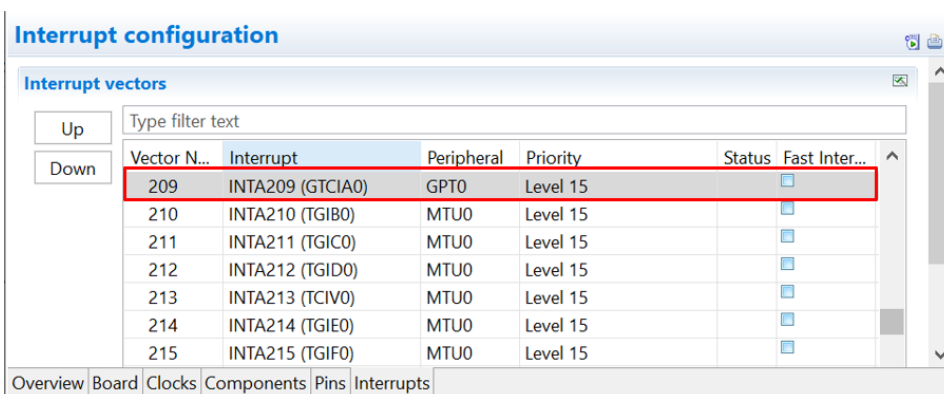 Interrupt configuration
Interrupt vectors
Up
Down
Type filter text
Vector N... Interrupt Peripheral Priority Status Fast Inter...
209 INTA209 (GTCIA0) GPT0 Level 15
210 INTA210 (TGIB0) MTU0 Level 15
211 INTA211 (TGIC0) MTU0 Level 15
212 INTA212 (TGID0) MTU0 Level 15
213 INTA213 (TCIV0) MTU0 Level 15
214 INTA214 (TGIE0) MTU0 Level 15
215 INTA215 (TGIF0) MTU0 Level 15
Overview Board Clocks Components Pins Interrupts